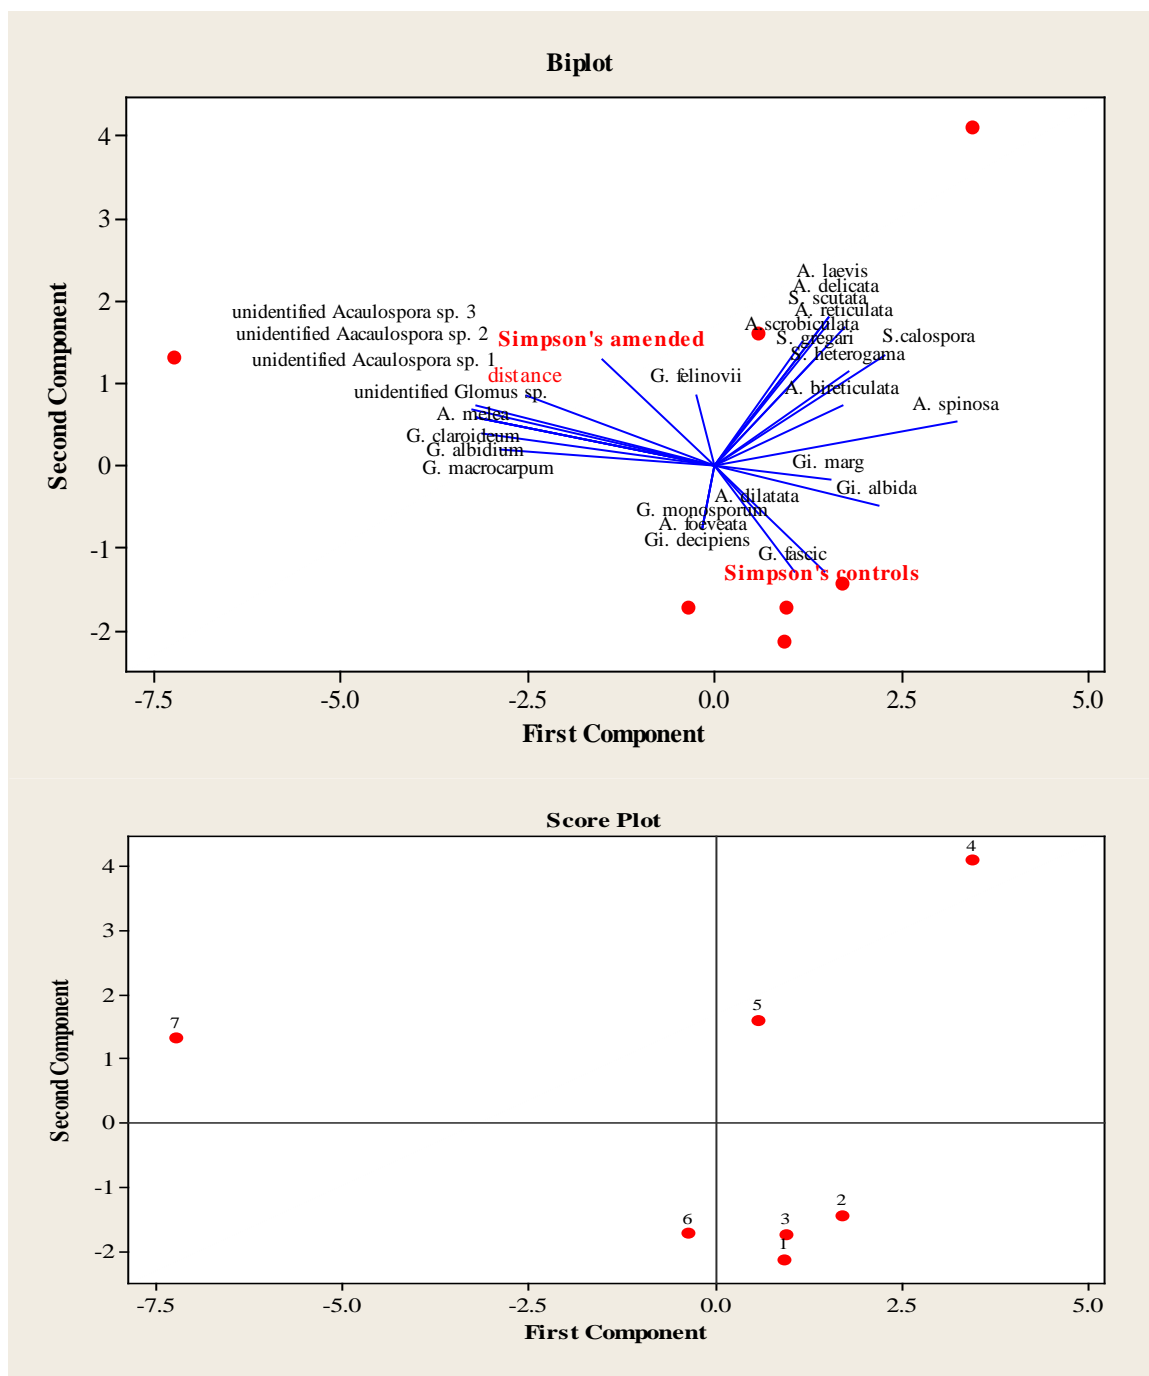 Biplot
4
3
2
1
0
-1
-2
Second Component
A. laevis
A. delicata
S. scutata
A. reticulata
A.scrobiculata
S. gregari
S.calospora
S. heterogama
A. bireticulata
A. spinosa
unidentified Acaulospora sp. 3
unidentified Aacaulospora sp. 2
Simpson's amended
unidentified Acaulospora sp. 1
distance
G. felinovii
unidentified Glomus sp.
A. melea
G. claroideum
G. albidium
G. macrocarpum
Gi. marg
Gi. albida
A. dilatata
G. monosporum
A. foeveata
Gi. decipiens
G. fascic
Simpson's controls
-7.5 -5.0 -2.5 0.0 2.5 5.0
First Component
Score Plot
4
3
2
1
0
-1
-2
Second Component
4
5
7
2
6
3
1
-7.5 -5.0 -2.5 0.0 2.5 5.0
First Component